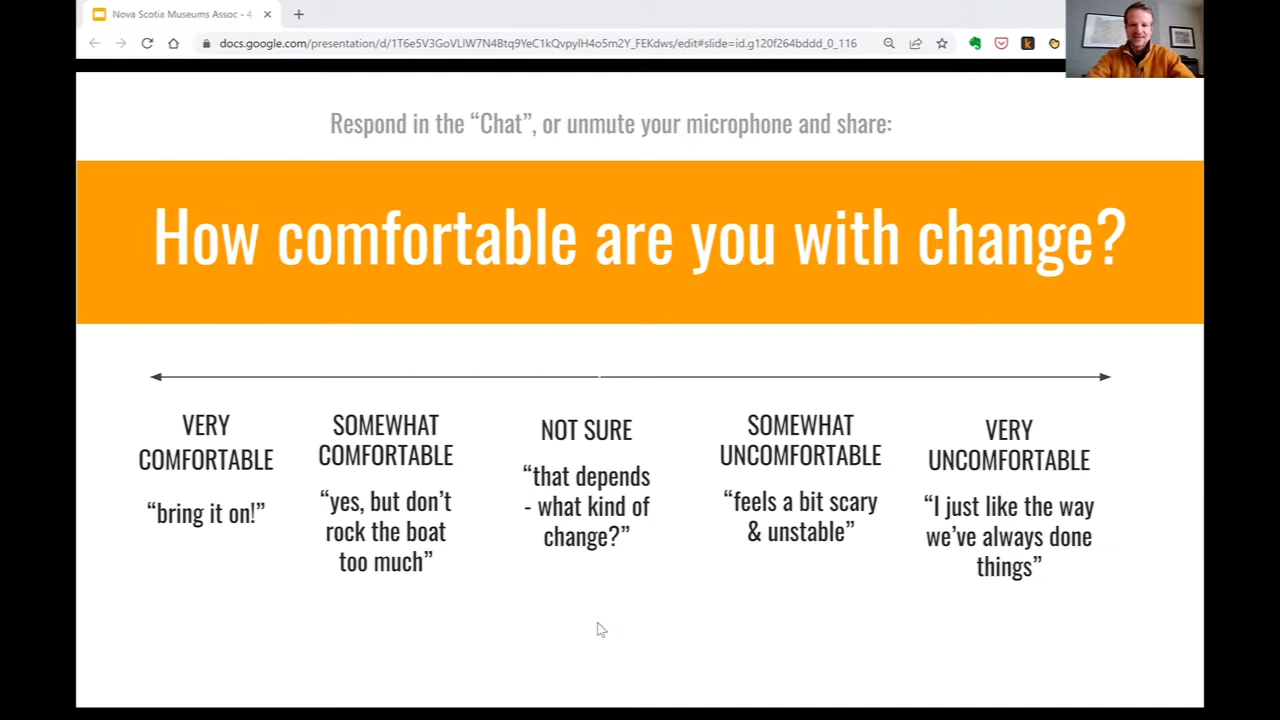 Nova Scotia Museums Assoc - 4
docs.google.com/presentation/d/1T6e5V3GoVLlW7N4Btq9YeC1kQvpylH4o5m2Y_FEKdws/edit#slide=id.g120f264bddd_0_116
Respond in the “Chat”, or unmute your microphone and share:
How comfortable are you with change?
VERY
COMFORTABLE
“bring it on!”
SOMEWHAT
COMFORTABLE
“yes, but don’t
rock the boat
too much”
NOT SURE
“that depends
- what kind of
change?”
SOMEWHAT
UNCOMFORTABLE
“feels a bit scary
& unstable”
VERY
UNCOMFORTABLE
“I just like the way
we’ve always done
things”